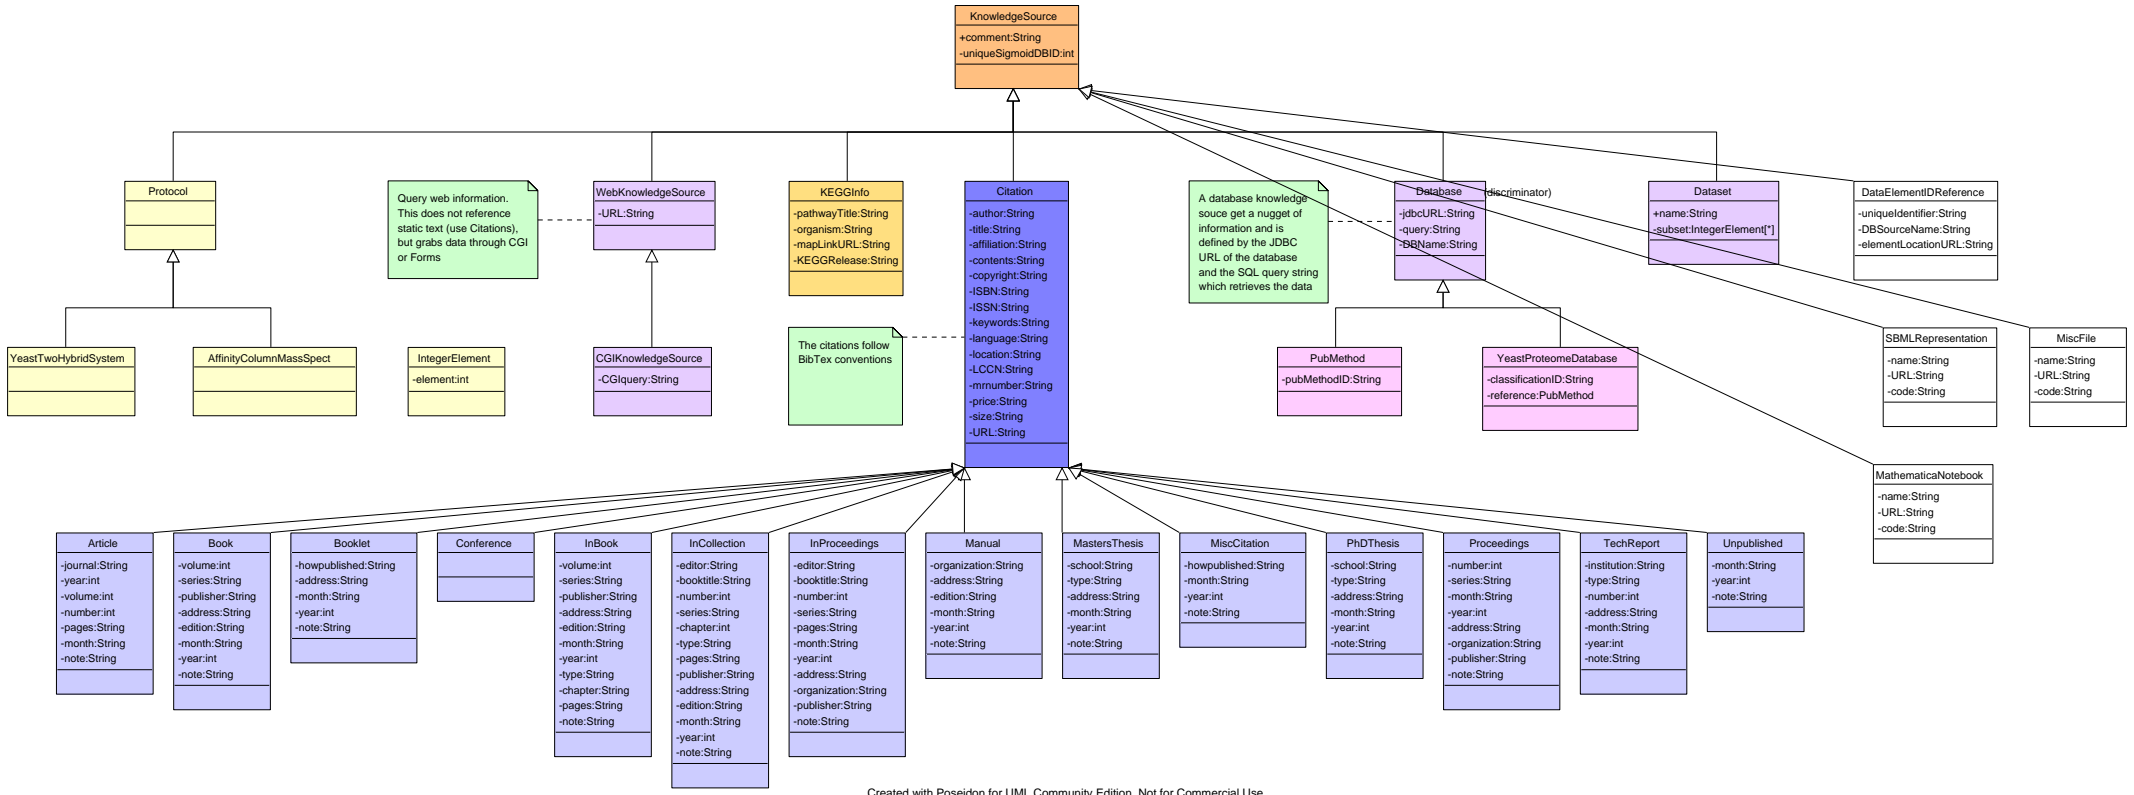 KnowledgeSource
+comment:String
-uniqueSigmoidDBID:int
Protocol
Query web information.
This does not reference
static text (use Citations),
but grabs data through CGI
or Forms
WebKnowledgeSource
-URL:String
KEGGInfo
-pathwayTitle:String
-organism:String
-mapLinkURL:String
-KEGGRelease:String
Citation
-author:String
-title:String
-affiliation:String
-contents:String
-copyright:String
-ISBN:String
-ISSN:String
-keywords:String
-language:String
-location:String
-LCCN:String
-mrnumber:String
-price:String
-size:String
-URL:String
A database knowledge
souce get a nugget of
information and is
defined by the JDBC
URL of the database
and the SQL query string
which retrieves the data
Database
(discriminator)
-jdbcURL:String
-query:String
-DBName:String
Dataset
+name:String
-subset:IntegerElement[*]
DataElementIDReference
-uniqueIdentifier:String
-DBSourceName:String
-elementLocationURL:String
YeastTwoHybridSystem
AffinityColumnMassSpect
IntegerElement
-element:int
CGIKnowledgeSource
-CGIquery:String
The citations follow
BibTex conventions
PubMethod
-pubMethodID:String
YeastProteomeDatabase
-classificationID:String
-reference:PubMethod
SBMLRepresentation
-name:String
-URL:String
-code:String
MiscFile
-name:String
-URL:String
-code:String
MathematicaNotebook
-name:String
-URL:String
-code:String
Article
-journal:String
-year:int
-volume:int
-number:int
-pages:String
-month:String
-note:String
Book
-volume:int
-series:String
-publisher:String
-address:String
-edition:String
-month:String
-year:int
-note:String
Booklet
-howpublished:String
-address:String
-month:String
-year:int
-note:String
Conference
InBook
-volume:int
-series:String
-publisher:String
-address:String
-edition:String
-month:String
-year:int
-type:String
-chapter:String
-pages:String
-note:String
InCollection
-editor:String
-booktitle:String
-number:int
-series:String
-chapter:int
-type:String
-pages:String
-publisher:String
-address:String
-edition:String
-month:String
-year:int
-note:String
InProceedings
-editor:String
-booktitle:String
-number:int
-series:String
-pages:String
-month:String
-year:int
-address:String
-organization:String
-publisher:String
-note:String
Manual
-organization:String
-address:String
-edition:String
-month:String
-year:int
-note:String
MastersThesis
-school:String
-type:String
-address:String
-month:String
-year:int
-note:String
MiscCitation
-howpublished:String
-month:String
-year:int
-note:String
PhDThesis
-school:String
-type:String
-address:String
-month:String
-year:int
-note:String
Proceedings
-number:int
-series:String
-month:String
-year:int
-address:String
-organization:String
-publisher:String
-note:String
TechReport
-institution:String
-type:String
-number:int
-address:String
-month:String
-year:int
-note:String
Unpublished
-month:String
-year:int
-note:String
Created with Poseidon for UML Community Edition. Not for Commercial Use.